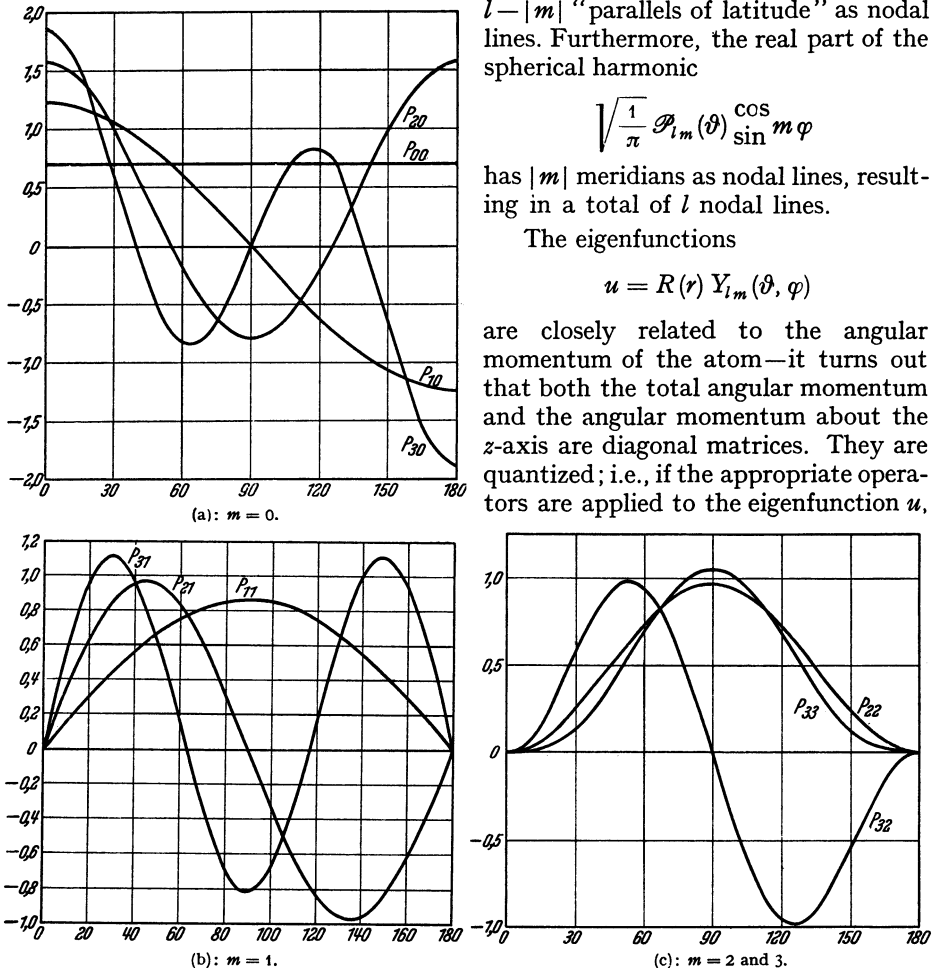 l−|m| “parallels of latitude” as nodal
lines. Furthermore, the real part of the
spherical harmonic
√(1/π) 𝒫lm(ϑ) cos sin m φ
has |m| meridians as nodal lines, result-
ing in a total of l nodal lines.
The eigenfunctions
u = R(r) Ylm(ϑ, φ)
are closely related to the angular
momentum of the atom—it turns out
that both the total angular momentum
and the angular momentum about the
z-axis are diagonal matrices. They are
quantized; i.e., if the appropriate opera-
tors are applied to the eigenfunction u,
2,0
1,5
1,0
0,5
0
−0,5
−1,0
−1,5
−2,0
P20
P00
P10
P30
0 30 60 90 120 150 180
(a): m = 0.
1,2
1,0
0,8
0,6
0,4
0,2
0
−0,2
−0,4
−0,6
−0,8
−1,0
P31
P21
P11
0 20 40 60 80 100 120 140 160 180
(b): m = 1.
1,0
0,5
0
−0,5
−1,0
P33
P22
P32
0 30 60 90 120 150 180
(c): m = 2 and 3.